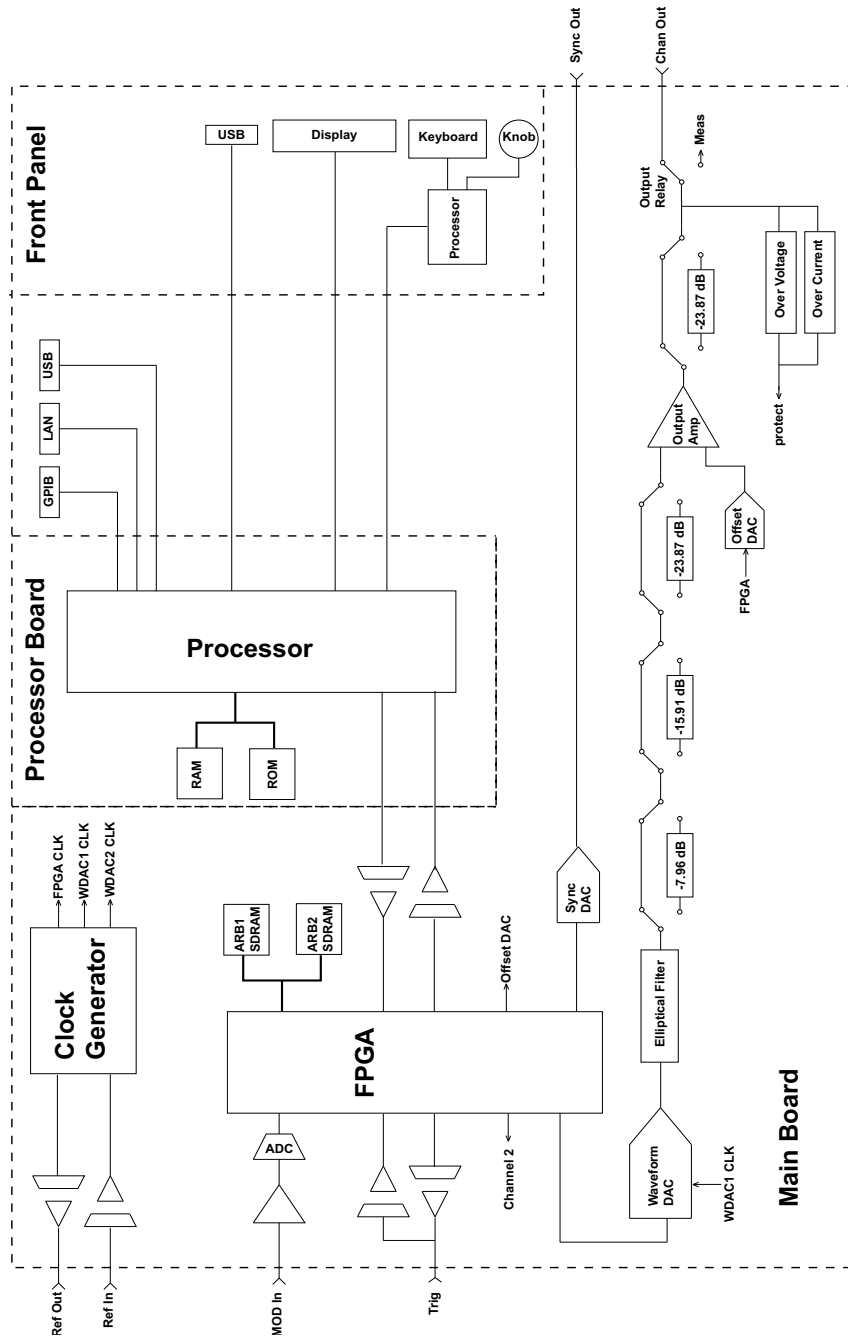 Ref Out
Ref In
MOD In
Trig
Clock
Generator
FPGA CLK
WDAC1 CLK
WDAC2 CLK
ADC
FPGA
ARB1
SDRAM
ARB2
SDRAM
Channel 2
Offset DAC
Processor Board
Processor
RAM
ROM
GPIB
LAN
USB
Front Panel
USB
Display
Keyboard
Knob
Processor
Sync
DAC
Sync Out
Waveform
DAC
WDAC1 CLK
Elliptical Filter
-7.96 dB
-15.91 dB
-23.87 dB
FPGA
Offset
DAC
Output
Amp
-23.87 dB
Output
Relay
Meas
Chan Out
Over Voltage
Over Current
protect
Main Board